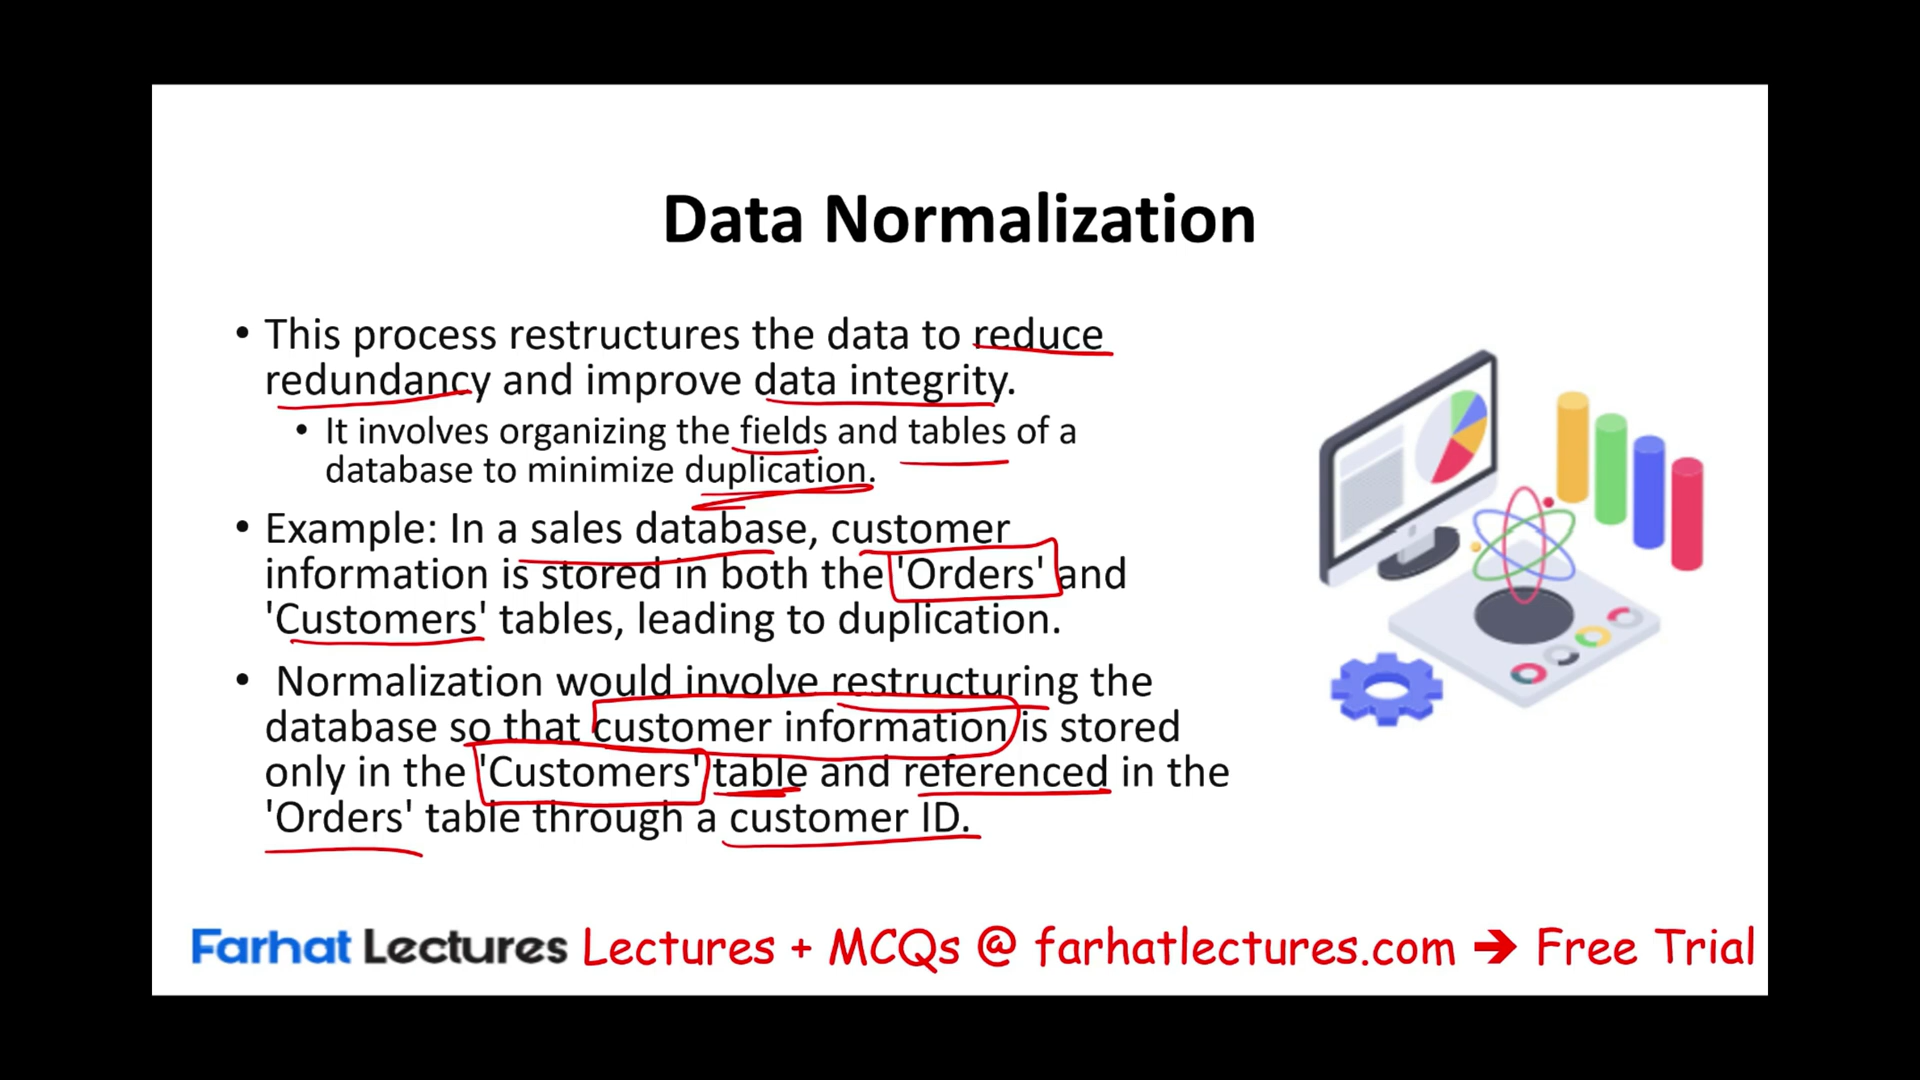 Data Normalization
• This process restructures the data to reduce
redundancy and improve data integrity.
• It involves organizing the fields and tables of a
database to minimize duplication.
• Example: In a sales database, customer
information is stored in both the 'Orders' and
'Customers' tables, leading to duplication.
• Normalization would involve restructuring the
database so that customer information is stored
only in the 'Customers' table and referenced in the
'Orders' table through a customer ID.
Farhat Lectures Lectures + MCQs @ farhatlectures.com ➔ Free Trial